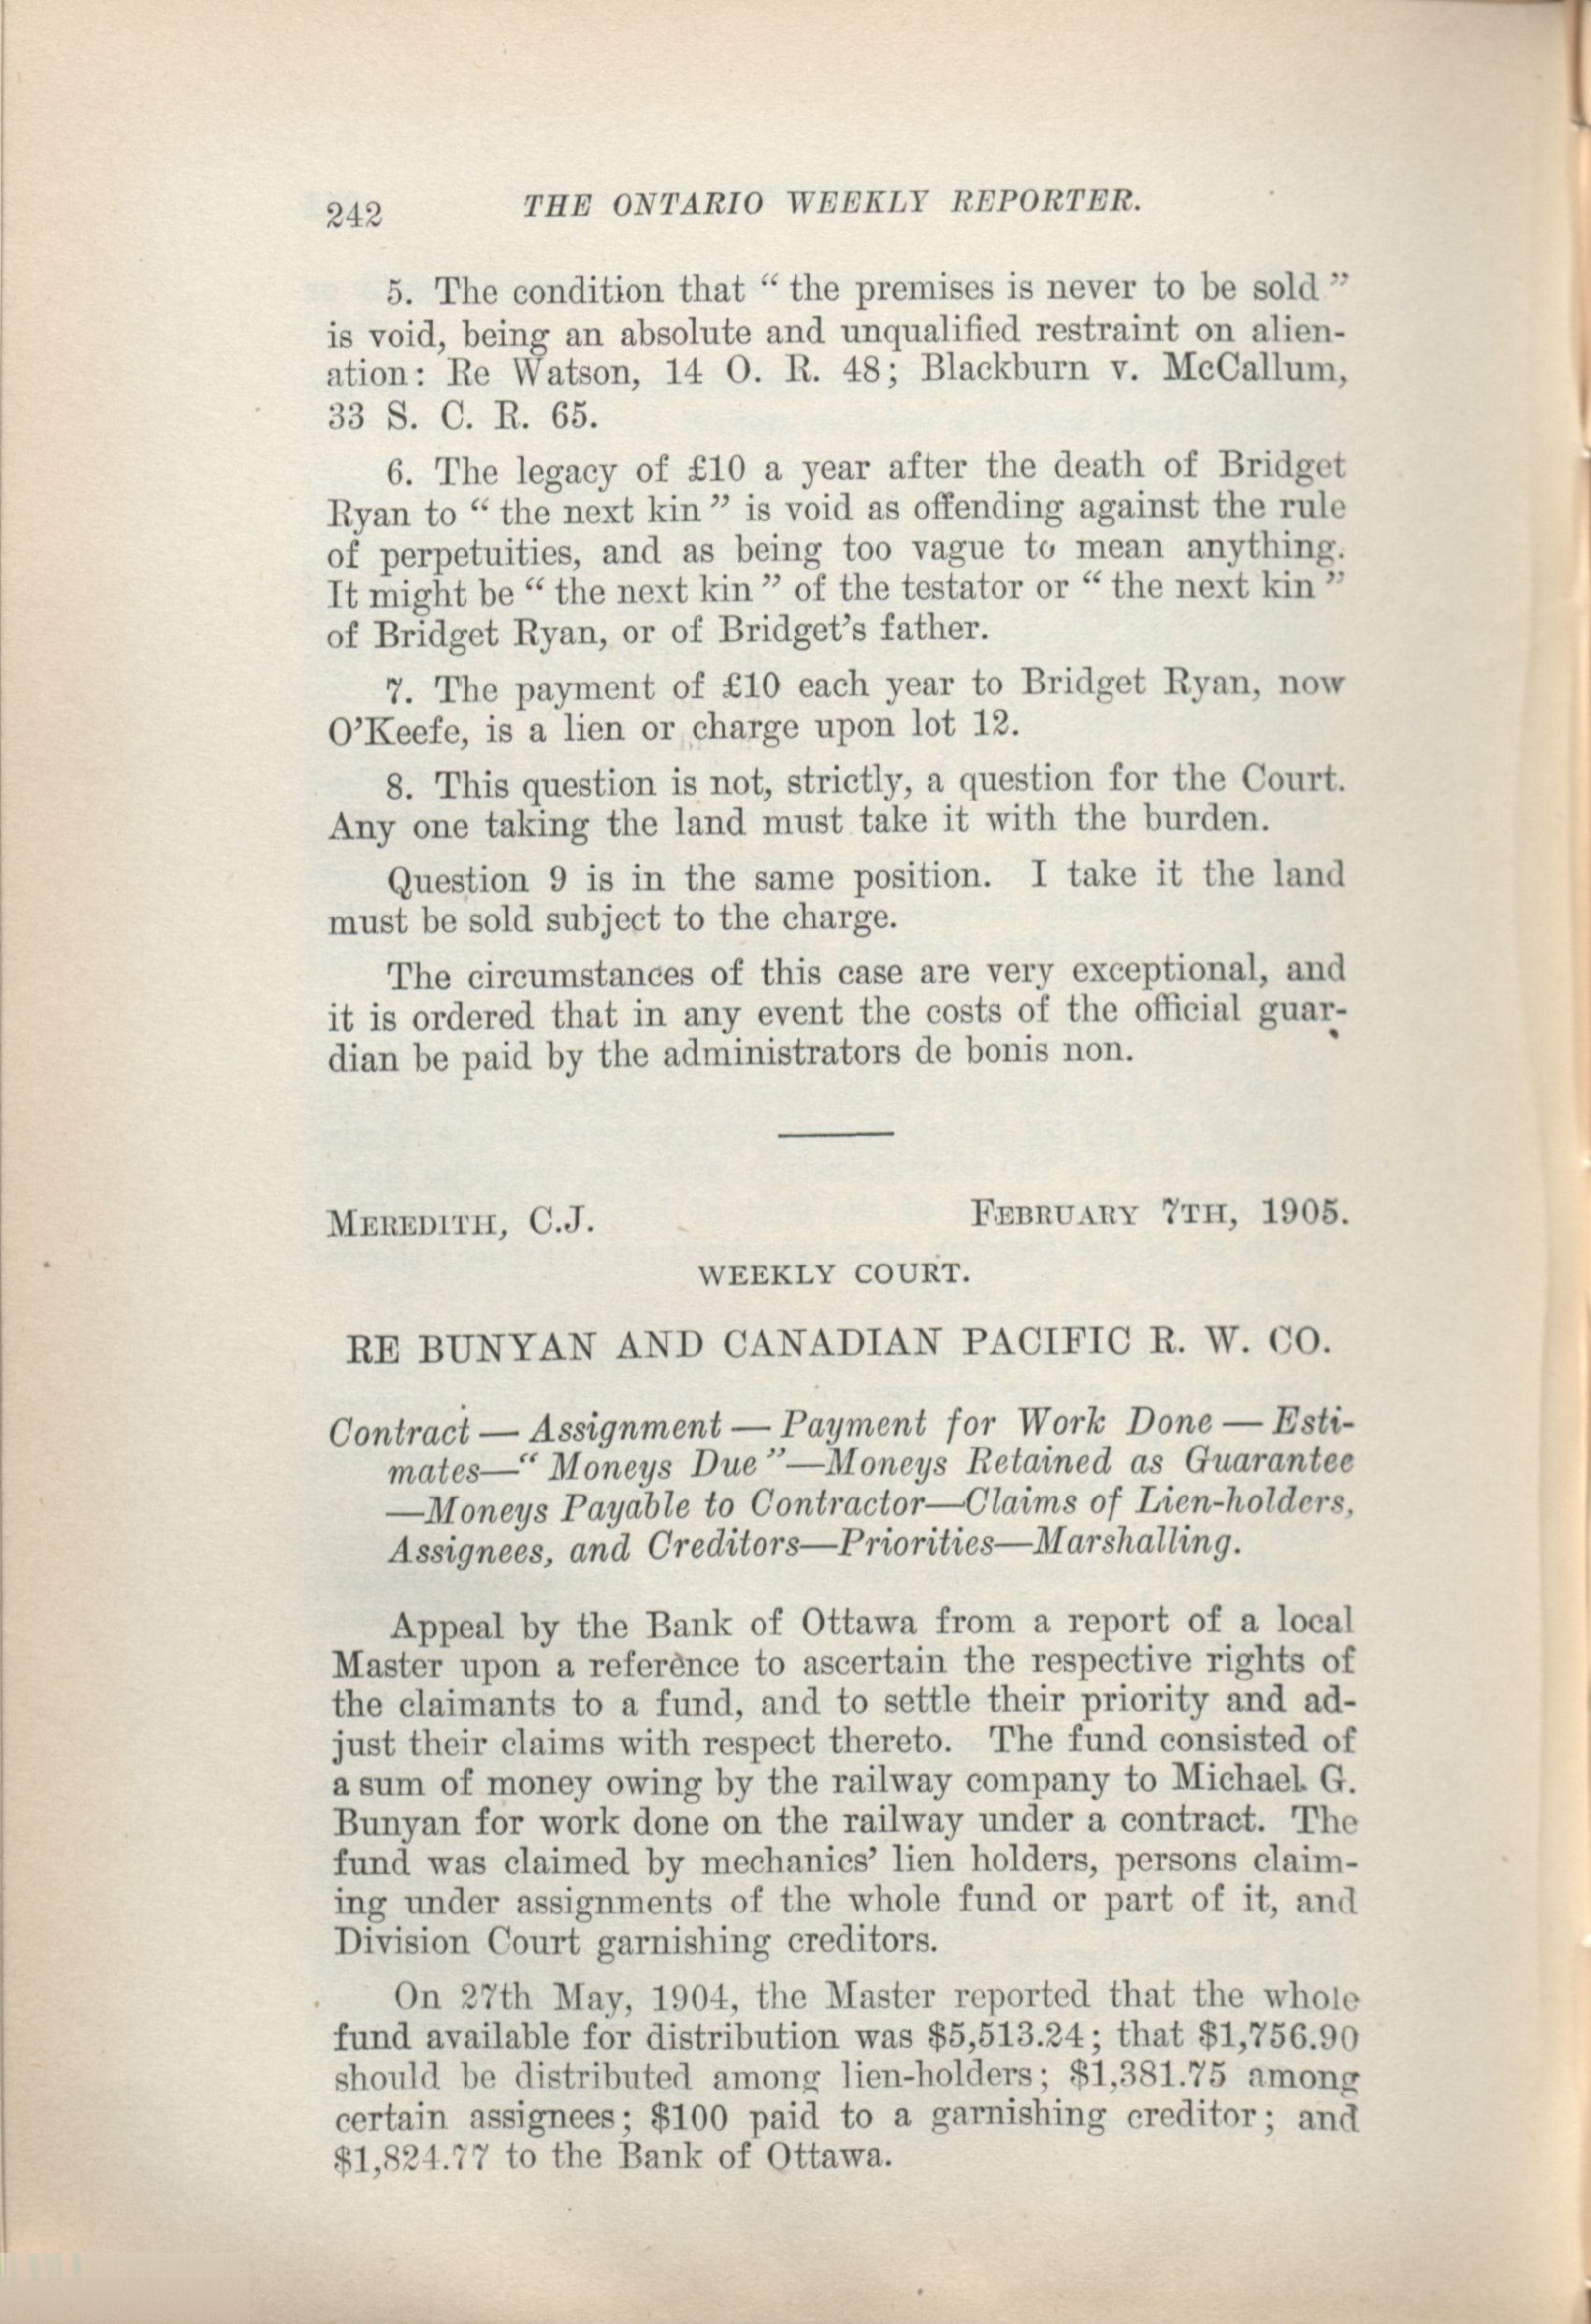 242 THE ONTARIO WEEKLY REPORTER.
5. The condition that “ the premises is never to be sold ”
is void, being an absolute and unqualified restraint on alien-
ation: Re Watson, 14 O. R. 48; Blackburn v. McCallum,
33 S. C. R. 65.
6. The legacy of £10 a year after the death of Bridget
Ryan to “ the next kin ” is void as offending against the rule
of perpetuities, and as being too vague to mean anything.
It might be “ the next kin ” of the testator or “ the next kin ”
of Bridget Ryan, or of Bridget's father.
7. The payment of £10 each year to Bridget Ryan, now
O'Keefe, is a lien or charge upon lot 12.
8. This question is not, strictly, a question for the Court.
Any one taking the land must take it with the burden.
Question 9 is in the same position. I take it the land
must be sold subject to the charge.
The circumstances of this case are very exceptional, and
it is ordered that in any event the costs of the official guar-
dian be paid by the administrators de bonis non.
MEREDITH, C.J. FEBRUARY 7TH, 1905.
WEEKLY COURT.
RE BUNYAN AND CANADIAN PACIFIC R. W. CO.
Contract — Assignment — Payment for Work Done — Esti-
mates—“ Moneys Due ”—Moneys Retained as Guarantee
—Moneys Payable to Contractor—Claims of Lien-holders,
Assignees, and Creditors—Priorities—Marshalling.
Appeal by the Bank of Ottawa from a report of a local
Master upon a reference to ascertain the respective rights of
the claimants to a fund, and to settle their priority and ad-
just their claims with respect thereto. The fund consisted of
a sum of money owing by the railway company to Michael G.
Bunyan for work done on the railway under a contract. The
fund was claimed by mechanics' lien holders, persons claim-
ing under assignments of the whole fund or part of it, and
Division Court garnishing creditors.
On 27th May, 1904, the Master reported that the whole
fund available for distribution was $5,513.24; that $1,756.90
should be distributed among lien-holders; $1,381.75 among
certain assignees; $100 paid to a garnishing creditor; and
$1,824.77 to the Bank of Ottawa.